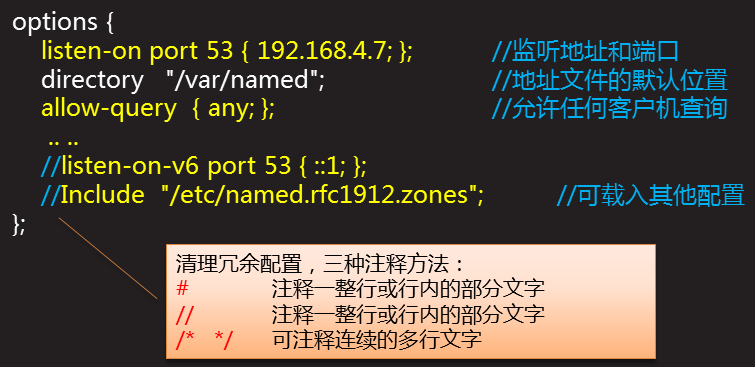 options {
listen-on port 53 { 192.168.4.7; }; //监听地址和端口
directory "/var/named"; //地址文件的默认位置
allow-query { any; }; //允许任何客户机查询
.. ..
//listen-on-v6 port 53 { ::1; };
//Include "/etc/named.rfc1912.zones"; //可载入其他配置
};
清理冗余配置，三种注释方法：
# 注释一整行或行内的部分文字
// 注释一整行或行内的部分文字
/* */ 可注释连续的多行文字